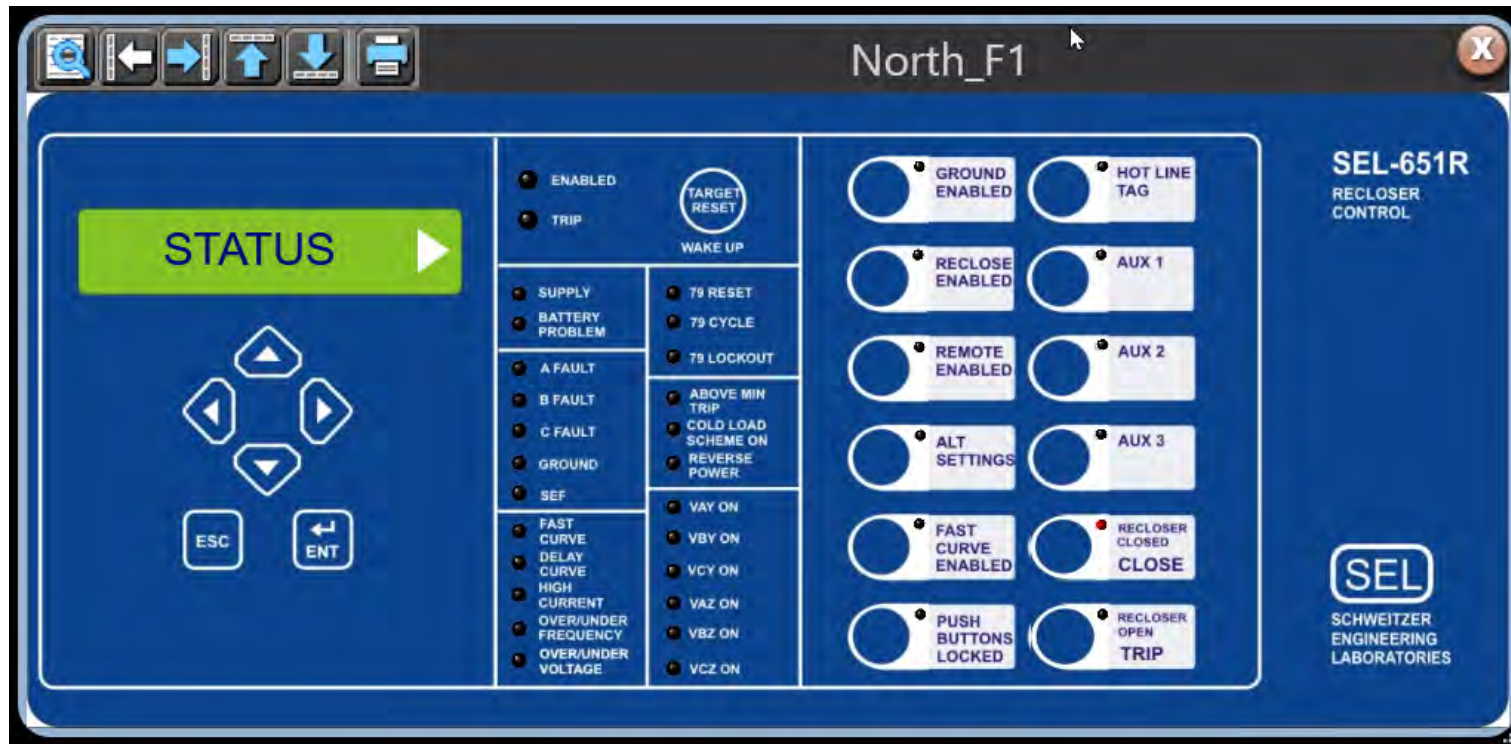 North_F1
X
STATUS
ESC
ENT
ENABLED
TRIP
TARGET
RESET
WAKE UP
SUPPLY
BATTERY
PROBLEM
A FAULT
B FAULT
C FAULT
GROUND
SEF
FAST
CURVE
DELAY
CURVE
HIGH
CURRENT
OVER/UNDER
FREQUENCY
OVER/UNDER
VOLTAGE
79 RESET
79 CYCLE
79 LOCKOUT
ABOVE MIN
TRIP
COLD LOAD
SCHEME ON
REVERSE
POWER
VAY ON
VBY ON
VCY ON
VAZ ON
VBZ ON
VCZ ON
GROUND
ENABLED
RECLOSE
ENABLED
REMOTE
ENABLED
ALT
SETTINGS
FAST
CURVE
ENABLED
PUSH
BUTTONS
LOCKED
HOT LINE
TAG
AUX 1
AUX 2
AUX 3
RECLOSER
CLOSED
CLOSE
RECLOSER
OPEN
TRIP
SEL-651R
RECLOSER
CONTROL
SEL
SCHWEITZER
ENGINEERING
LABORATORIES